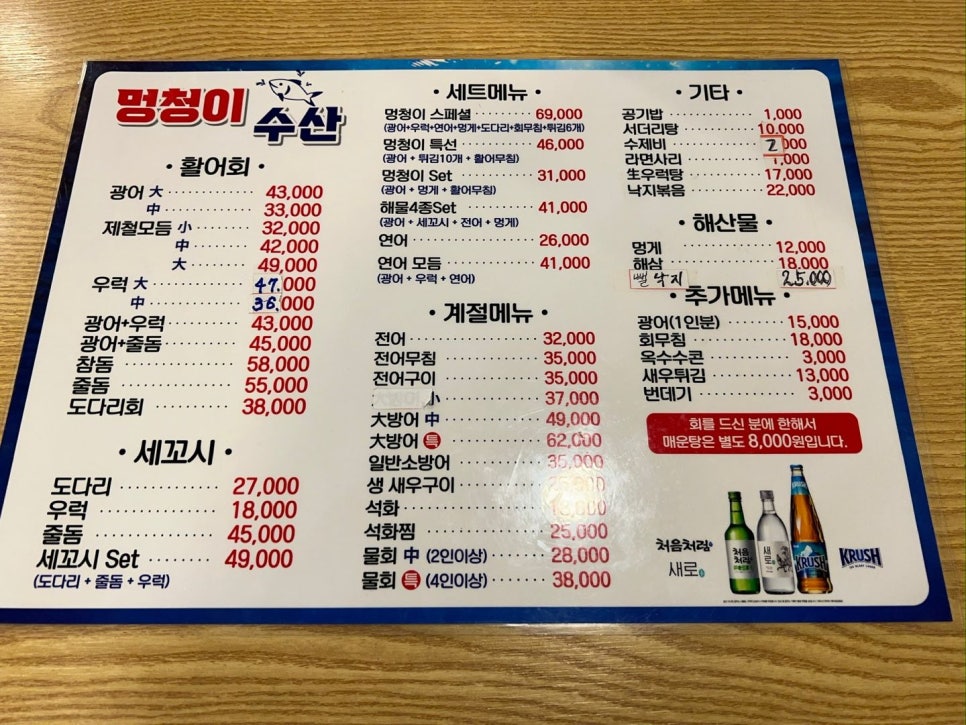 멍청이
수산
· 활어회 ·
광어 大 43,000
中 33,000
제철모듬 小 32,000
中 42,000
大 49,000
우럭 大 47,000
中 36,000
광어+우럭 43,000
광어+줄돔 45,000
참돔 58,000
줄돔 55,000
도다리회 38,000
· 세꼬시 ·
도다리 27,000
우럭 18,000
줄돔 45,000
세꼬시 Set 49,000
(도다리 + 줄돔 + 우럭)
· 세트메뉴 ·
멍청이 스페셜 69,000
(광어+우럭+연어+멍게+도다리+회무침+튀김6개)
멍청이 특선 46,000
(광어 + 튀김10개 + 활어무침)
멍청이 Set 31,000
(광어 + 멍게 + 활어무침)
해물4종Set 41,000
(광어 + 세꼬시 + 전어 + 멍게)
연어 26,000
연어 모듬 41,000
(광어 + 우럭 + 연어)
· 계절메뉴 ·
전어 32,000
전어무침 35,000
전어구이 35,000
小 37,000
大방어 中 49,000
大방어 특 62,000
일반소방어 35,000
생 새우구이
석화
석화찜 25,000
물회 中 (2인이상) 28,000
물회 특 (4인이상) 38,000
· 기타 ·
공기밥 1,000
서더리탕 10,000
수제비 2,000
라면사리 1,000
生우럭탕 17,000
낙지볶음 22,000
· 해산물 ·
멍게 12,000
해삼 18,000
뻘낙지 25.000
· 추가메뉴 ·
광어(1인분) 15,000
회무침 18,000
옥수수콘 3,000
새우튀김 13,000
번데기 3,000
회를 드신 분에 한해서
매운탕은 별도 8,000원입니다.
처음처럼
새로
처음처럼
새로
KRUSH
KRUSH